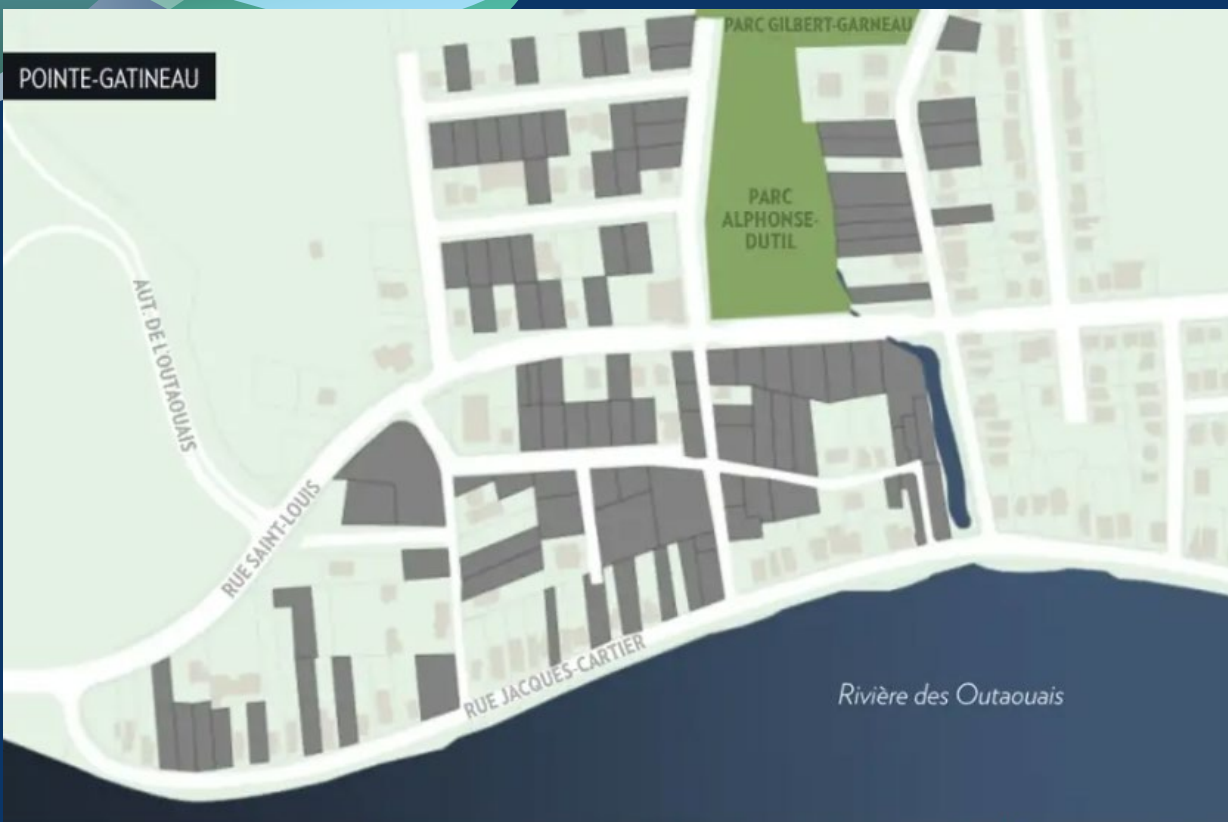 PARC GILBERT-GARNEAU
POINTE-GATINEAU
PARC
ALPHONSE-
DUTIL
AUT. DE L'OUTAOUAIS
RUE SAINT-LOUIS
RUE JACQUES-CARTIER
Rivière des Outaouais